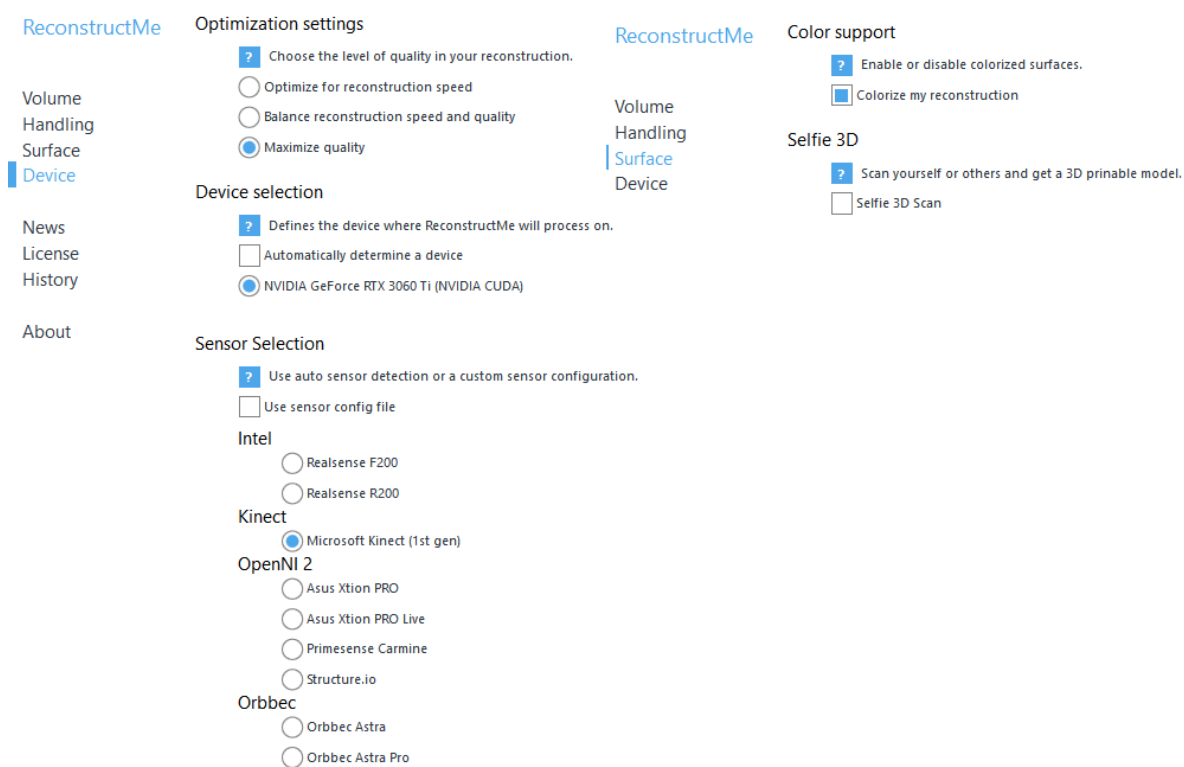 ReconstructMe
Volume
Handling
Surface
Device
News
License
History
About
Optimization settings
? Choose the level of quality in your reconstruction.
Optimize for reconstruction speed
Balance reconstruction speed and quality
Maximize quality
Device selection
? Defines the device where ReconstructMe will process on.
Automatically determine a device
NVIDIA GeForce RTX 3060 Ti (NVIDIA CUDA)
Sensor Selection
? Use auto sensor detection or a custom sensor configuration.
Use sensor config file
Intel
Realsense F200
Realsense R200
Kinect
Microsoft Kinect (1st gen)
OpenNI 2
Asus Xtion PRO
Asus Xtion PRO Live
Primesense Carmine
Structure.io
Orbbec
Orbbec Astra
Orbbec Astra Pro
ReconstructMe
Volume
Handling
Surface
Device
Color support
? Enable or disable colorized surfaces.
Colorize my reconstruction
Selfie 3D
? Scan yourself or others and get a 3D prinable model.
Selfie 3D Scan